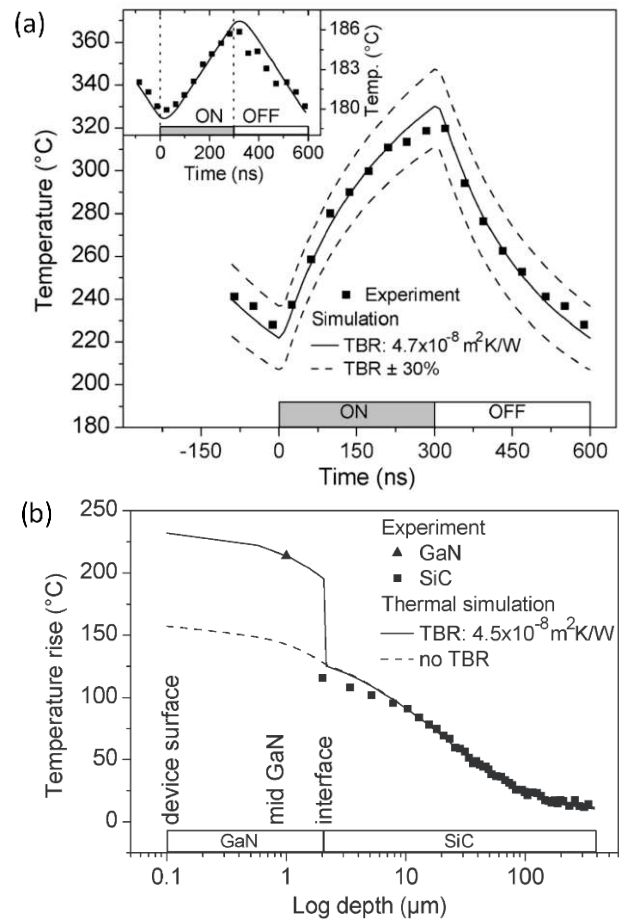 (a)
370
360
340
320
300
280
260
240
220
200
180
Temperature (°C)
186
183
180
Temp. (°C)
ON OFF
0 200 400 600
Time (ns)
Experiment
Simulation
TBR: 4.7x10⁻⁸ m²K/W
TBR ± 30%
ON OFF
-150 0 150 300 450 600
Time (ns)
(b)
250
200
150
100
50
0
Temperature rise (°C)
Experiment
GaN
SiC
Thermal simulation
TBR: 4.5x10⁻⁸ m²K/W
no TBR
device surface
mid GaN
interface
GaN SiC
0.1 1 10 100
Log depth (µm)